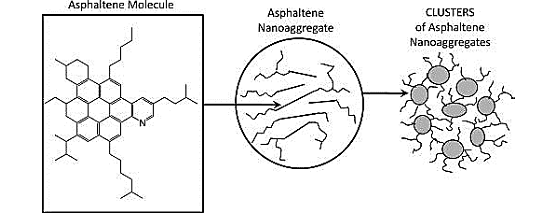 Asphaltene Molecule
Asphaltene
Nanoaggregate
CLUSTERS
of Asphaltene
Nanoaggregates
N